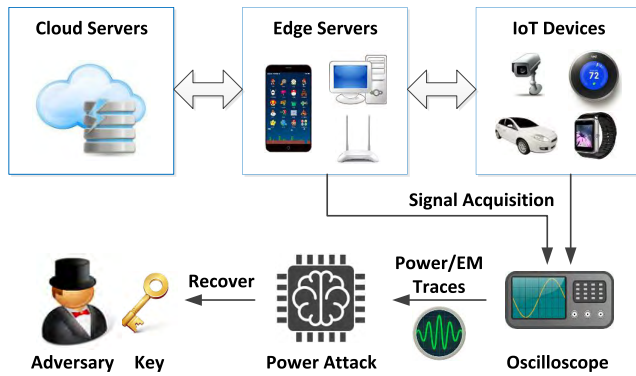 Cloud Servers
Edge Servers
IoT Devices
72
Signal Acquisition
Recover
Power/EM
Traces
Adversary
Key
Power Attack
Oscilloscope